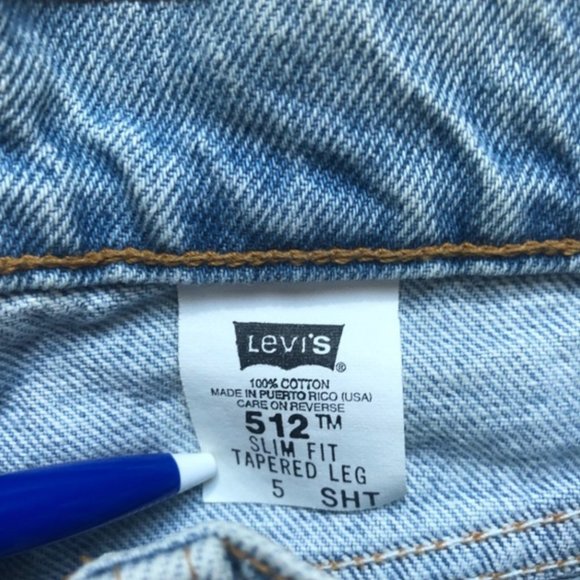 Levi's®
100% COTTON
MADE IN PUERTO RICO (USA)
CARE ON REVERSE
512™
SLIM FIT
TAPERED LEG
5 SHT